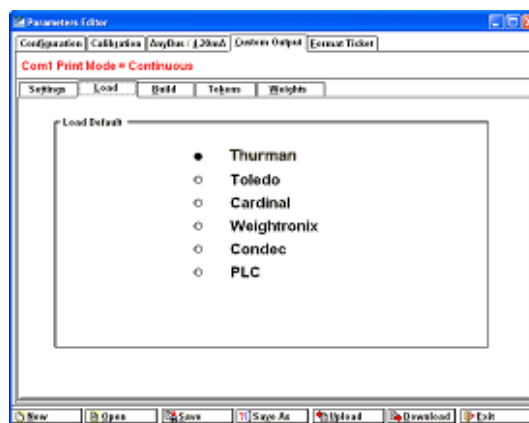 Parameters Editor
Configuration Calibration AnyBus / 4.20mA Custom Output Format Ticket
Com1 Print Mode = Continuous
Settings Load Build Tokens Weights
Load Default
Thurman
Toledo
Cardinal
Weightronix
Condec
PLC
New Open Save Save As Upload Download Exit